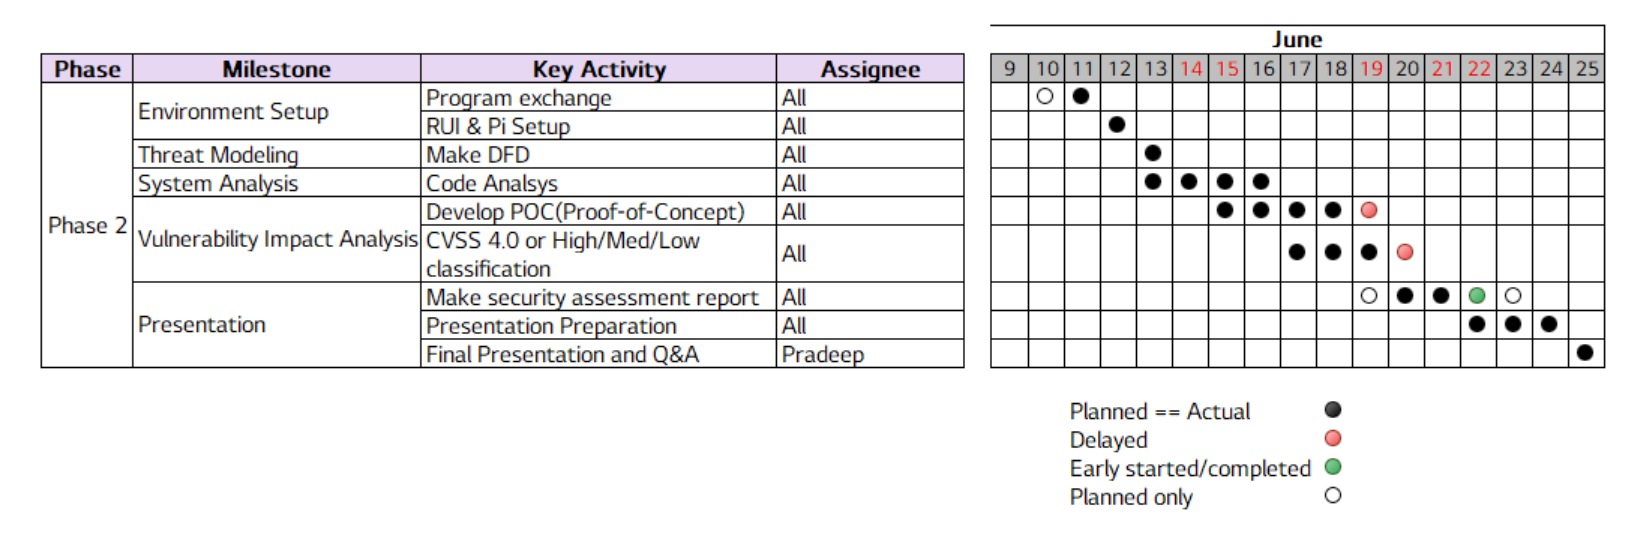 June
Phase Milestone Key Activity Assignee 9 10 11 12 13 14 15 16 17 18 19 20 21 22 23 24 25
Phase 2
Environment Setup
Program exchange All
RUI & Pi Setup All
Threat Modeling Make DFD All
System Analysis Code Analsys All
Vulnerability Impact Analysis
Develop POC(Proof-of-Concept) All
CVSS 4.0 or High/Med/Low
classification
All
Presentation
Make security assessment report All
Presentation Preparation All
Final Presentation and Q&A Pradeep
Planned == Actual
Delayed
Early started/completed
Planned only